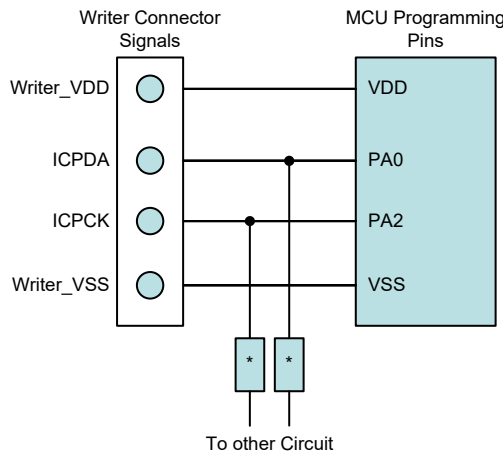 Writer Connector
Signals
MCU Programming
Pins
Writer_VDD
VDD
ICPDA
PA0
ICPCK
PA2
Writer_VSS
VSS
*
*
To other Circuit